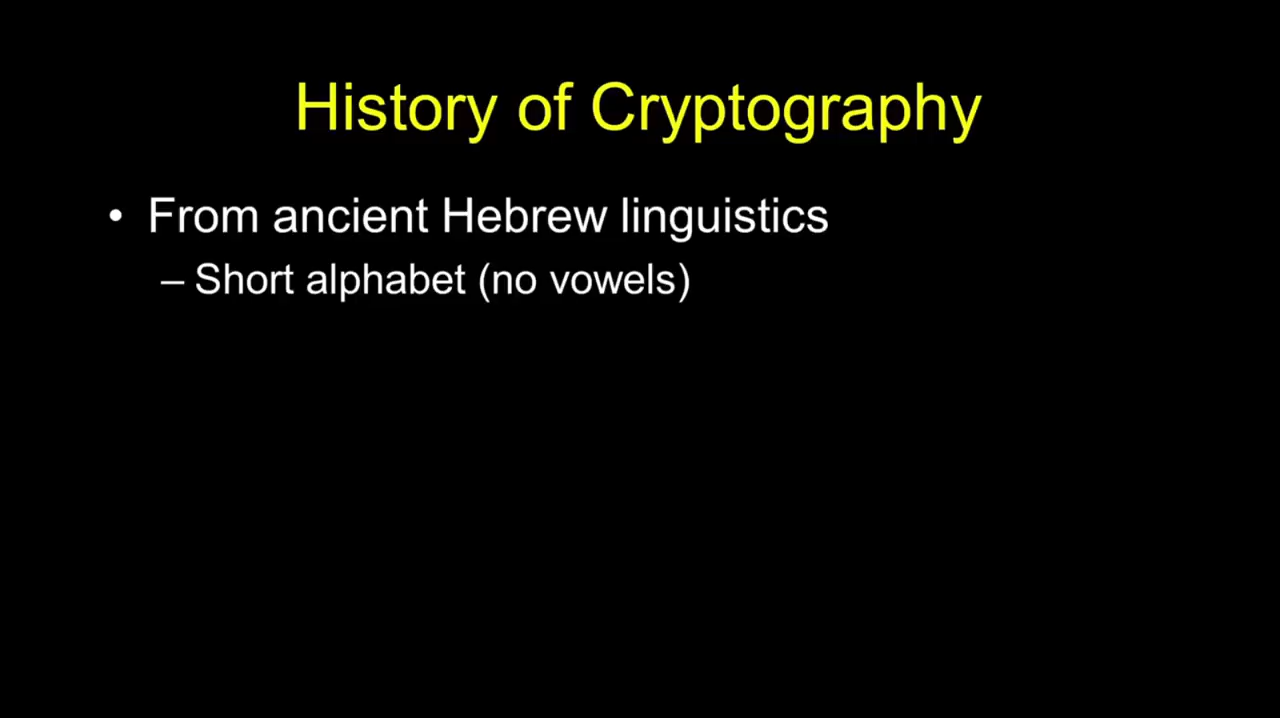 History of Cryptography
• From ancient Hebrew linguistics
– Short alphabet (no vowels)